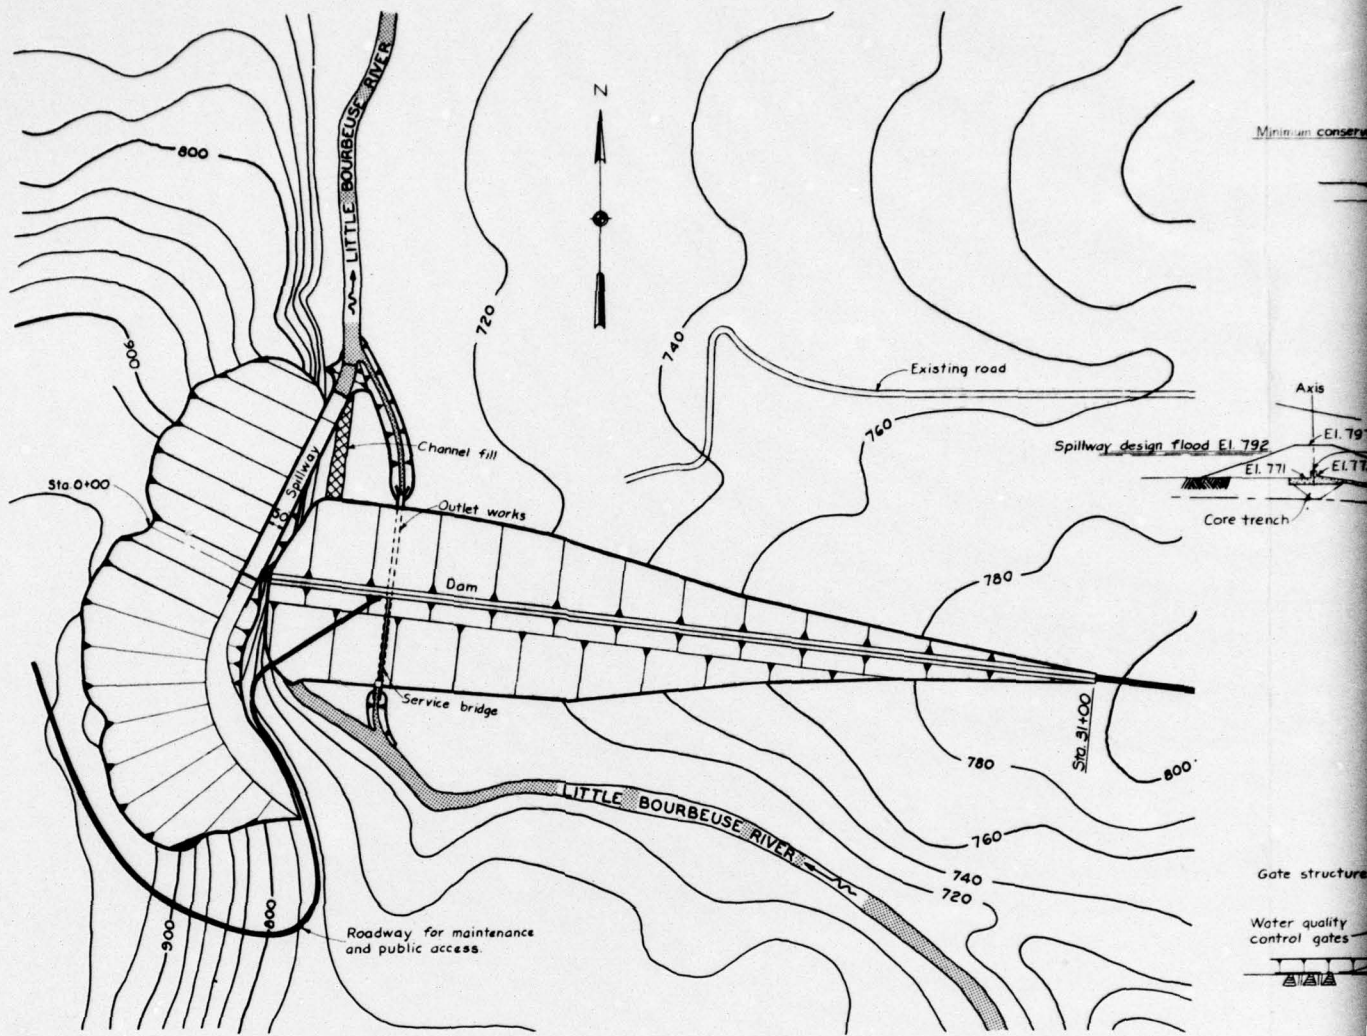 N
LITTLE BOURBEUSE RIVER
800
900
720
740
Existing road
760
Channel fill
Sta. 0+00
Spillway
Outlet works
Dam
780
Service bridge
Sta. 31+00
LITTLE BOURBEUSE RIVER
780
800
760
740
720
Roadway for maintenance
and public access.
900
800
Minimum
Axis
Spillway design flood El. 792
El. 771
Core trench
Gate structure
Water quality
control gates